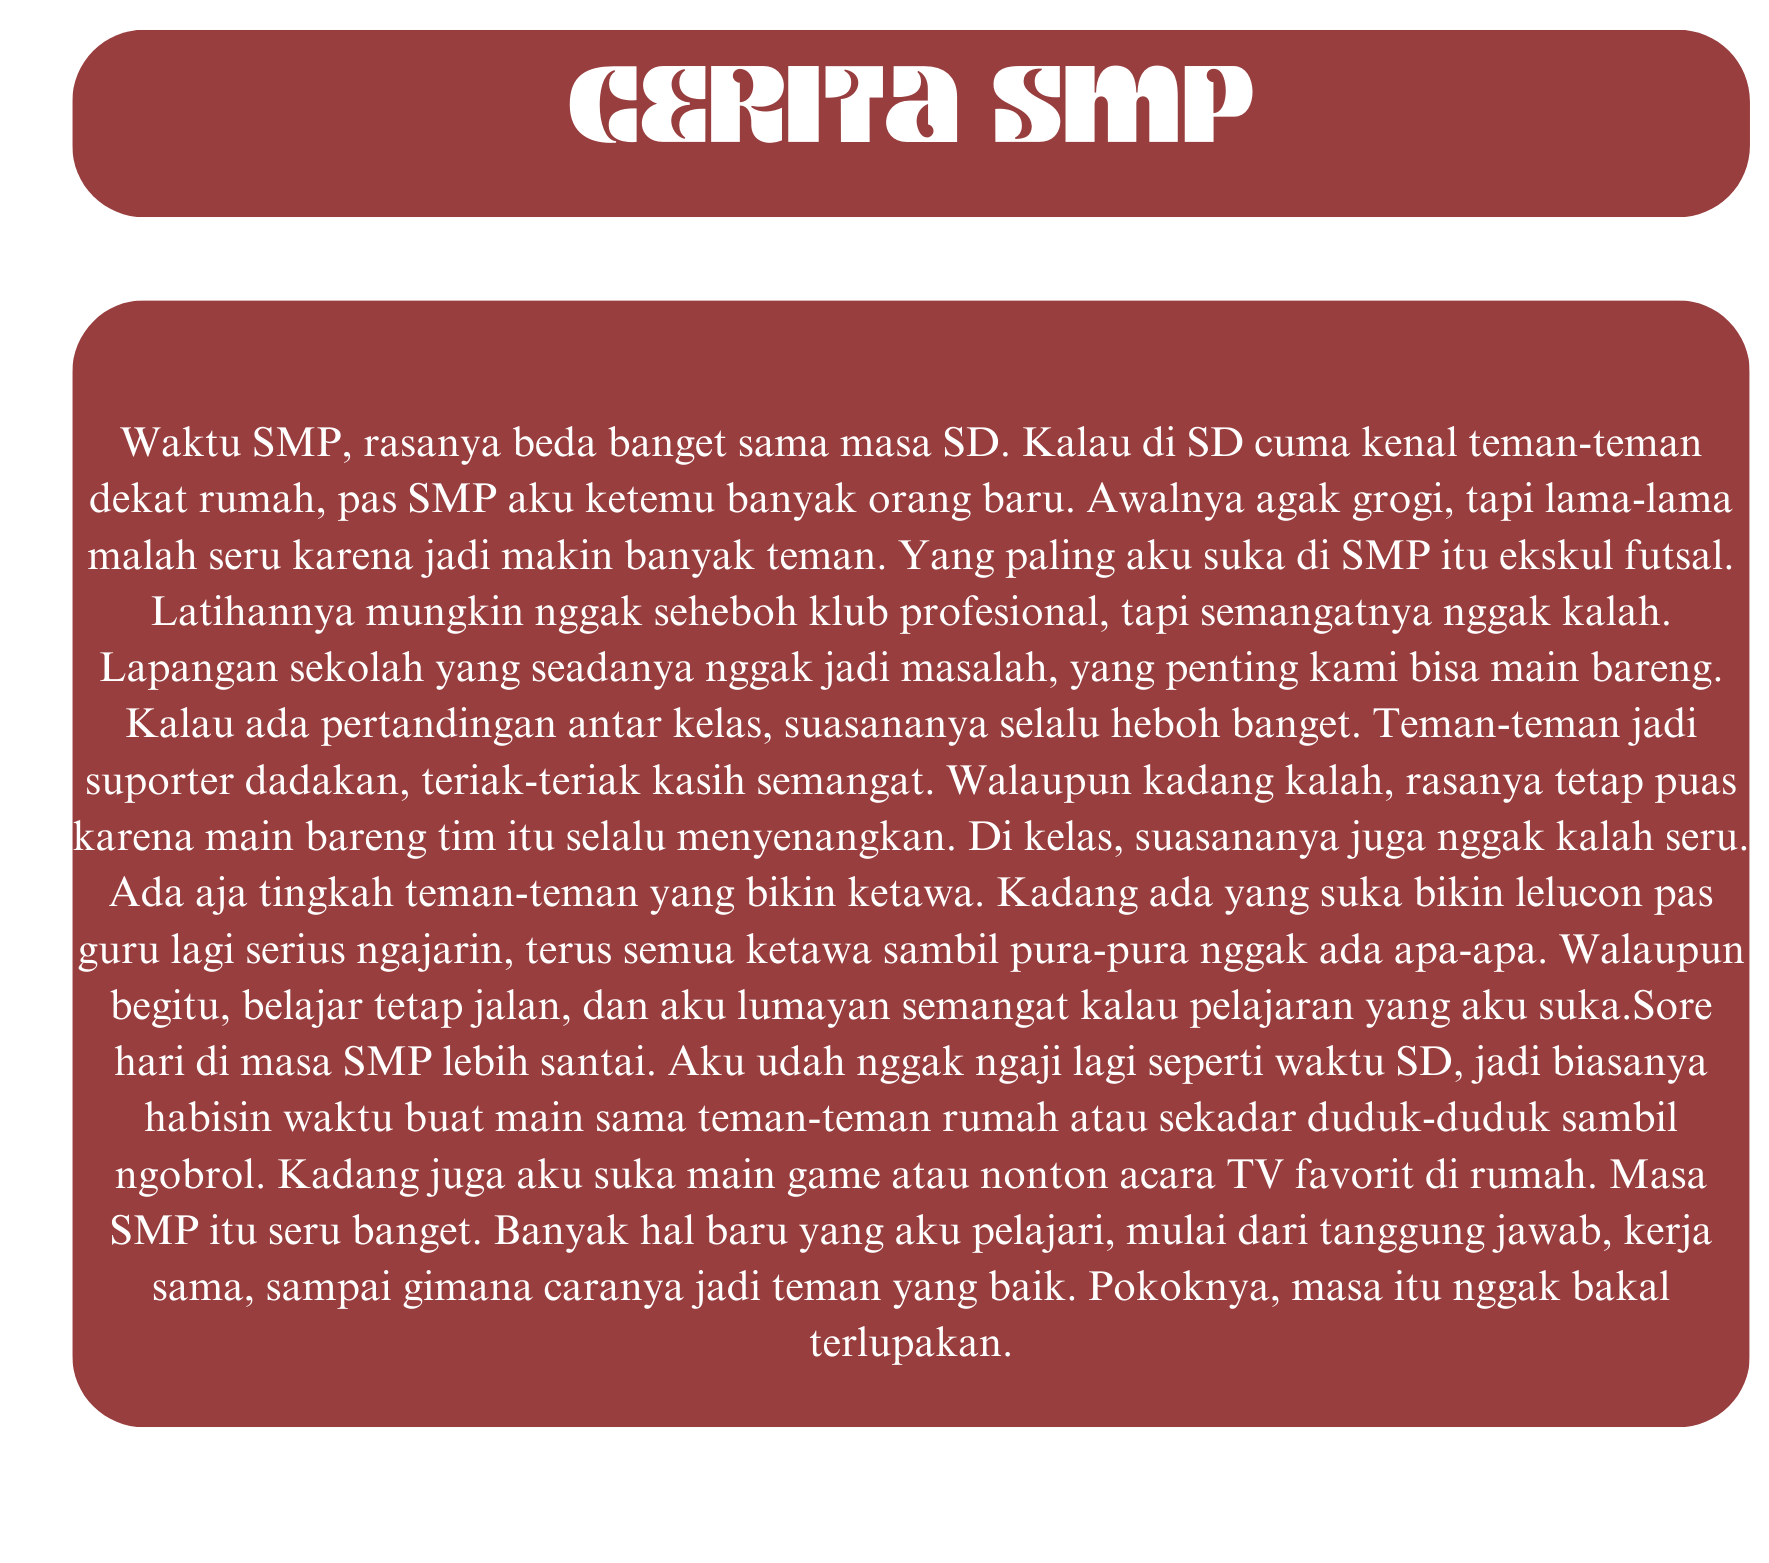 CERITA SMP
Waktu SMP, rasanya beda banget sama masa SD. Kalau di SD cuma kenal teman-teman
dekat rumah, pas SMP aku ketemu banyak orang baru. Awalnya agak grogi, tapi lama-lama
malah seru karena jadi makin banyak teman. Yang paling aku suka di SMP itu ekskul futsal.
Latihannya mungkin nggak seheboh klub profesional, tapi semangatnya nggak kalah.
Lapangan sekolah yang seadanya nggak jadi masalah, yang penting kami bisa main bareng.
Kalau ada pertandingan antar kelas, suasananya selalu heboh banget. Teman-teman jadi
suporter dadakan, teriak-teriak kasih semangat. Walaupun kadang kalah, rasanya tetap puas
karena main bareng tim itu selalu menyenangkan. Di kelas, suasananya juga nggak kalah seru.
Ada aja tingkah teman-teman yang bikin ketawa. Kadang ada yang suka bikin lelucon pas
guru lagi serius ngajarin, terus semua ketawa sambil pura-pura nggak ada apa-apa. Walaupun
begitu, belajar tetap jalan, dan aku lumayan semangat kalau pelajaran yang aku suka.Sore
hari di masa SMP lebih santai. Aku udah nggak ngaji lagi seperti waktu SD, jadi biasanya
habisin waktu buat main sama teman-teman rumah atau sekadar duduk-duduk sambil
ngobrol. Kadang juga aku suka main game atau nonton acara TV favorit di rumah. Masa
SMP itu seru banget. Banyak hal baru yang aku pelajari, mulai dari tanggung jawab, kerja
sama, sampai gimana caranya jadi teman yang baik. Pokoknya, masa itu nggak bakal
terlupakan.